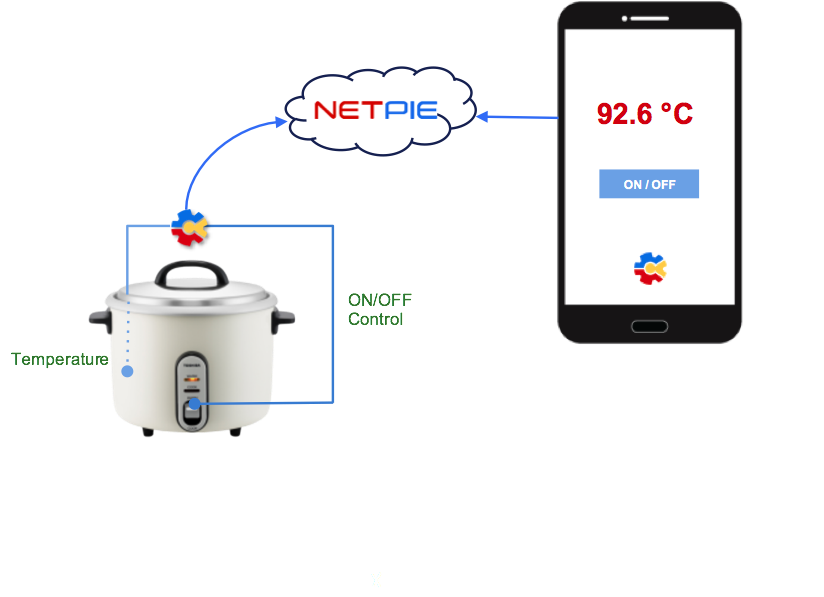 NETPIE
92.6 °C
ON / OFF
ON/OFF
Control
Temperature